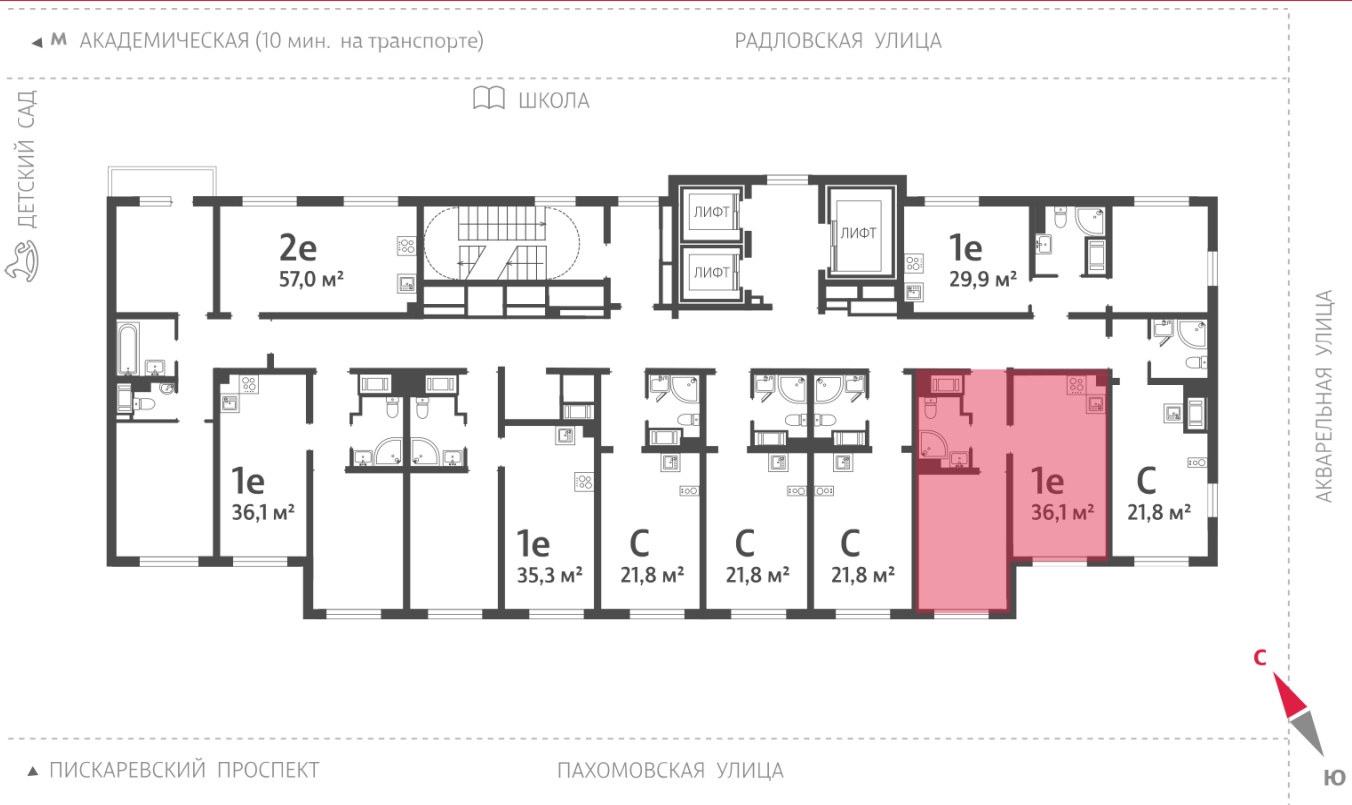 М АКАДЕМИЧЕСКАЯ (10 мин. на транспорте)
РАДЛОВСКАЯ УЛИЦА
ШКОЛА
ДЕТСКИЙ САД
ЛИФТ
ЛИФТ
ЛИФТ
2е
57,0 м²
1е
29,9 м²
АКВАРЕЛЬНАЯ УЛИЦА
1е
36,1 м²
1е
35,3 м²
С
21,8 м²
С
21,8 м²
С
21,8 м²
1е
36,1 м²
С
21,8 м²
С
Ю
ПИСКАРЕВСКИЙ ПРОСПЕКТ
ПАХОМОВСКАЯ УЛИЦА